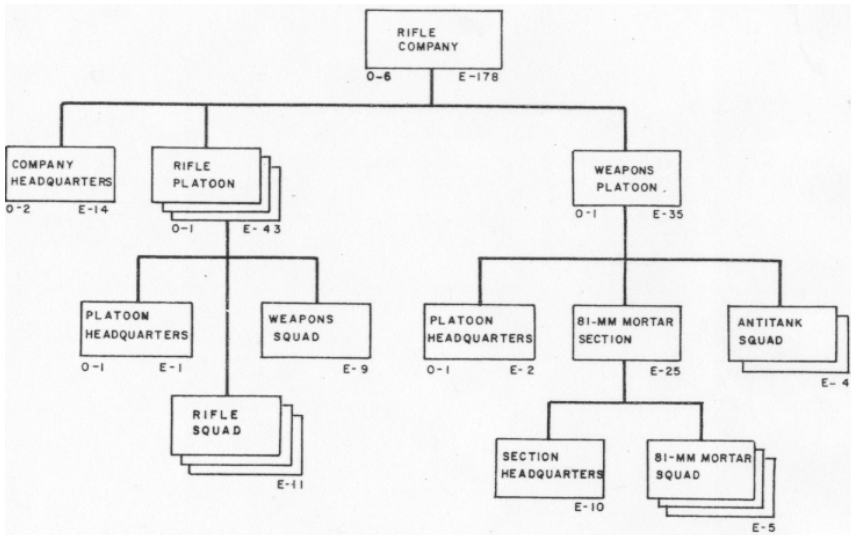 RIFLE
COMPANY
O-6 E-178
COMPANY
HEADQUARTERS
O-2 E-14
RIFLE
PLATOON
O-1 E-43
WEAPONS
PLATOON.
O-1 E-35
PLATOON
HEADQUARTERS
O-1 E-1
WEAPONS
SQUAD
E-9
RIFLE
SQUAD
E-11
PLATOON
HEADQUARTERS
O-1 E-2
81-MM MORTAR
SECTION
E-25
ANTITANK
SQUAD
E-4
SECTION
HEADQUARTERS
E-10
81-MM MORTAR
SQUAD
E-5